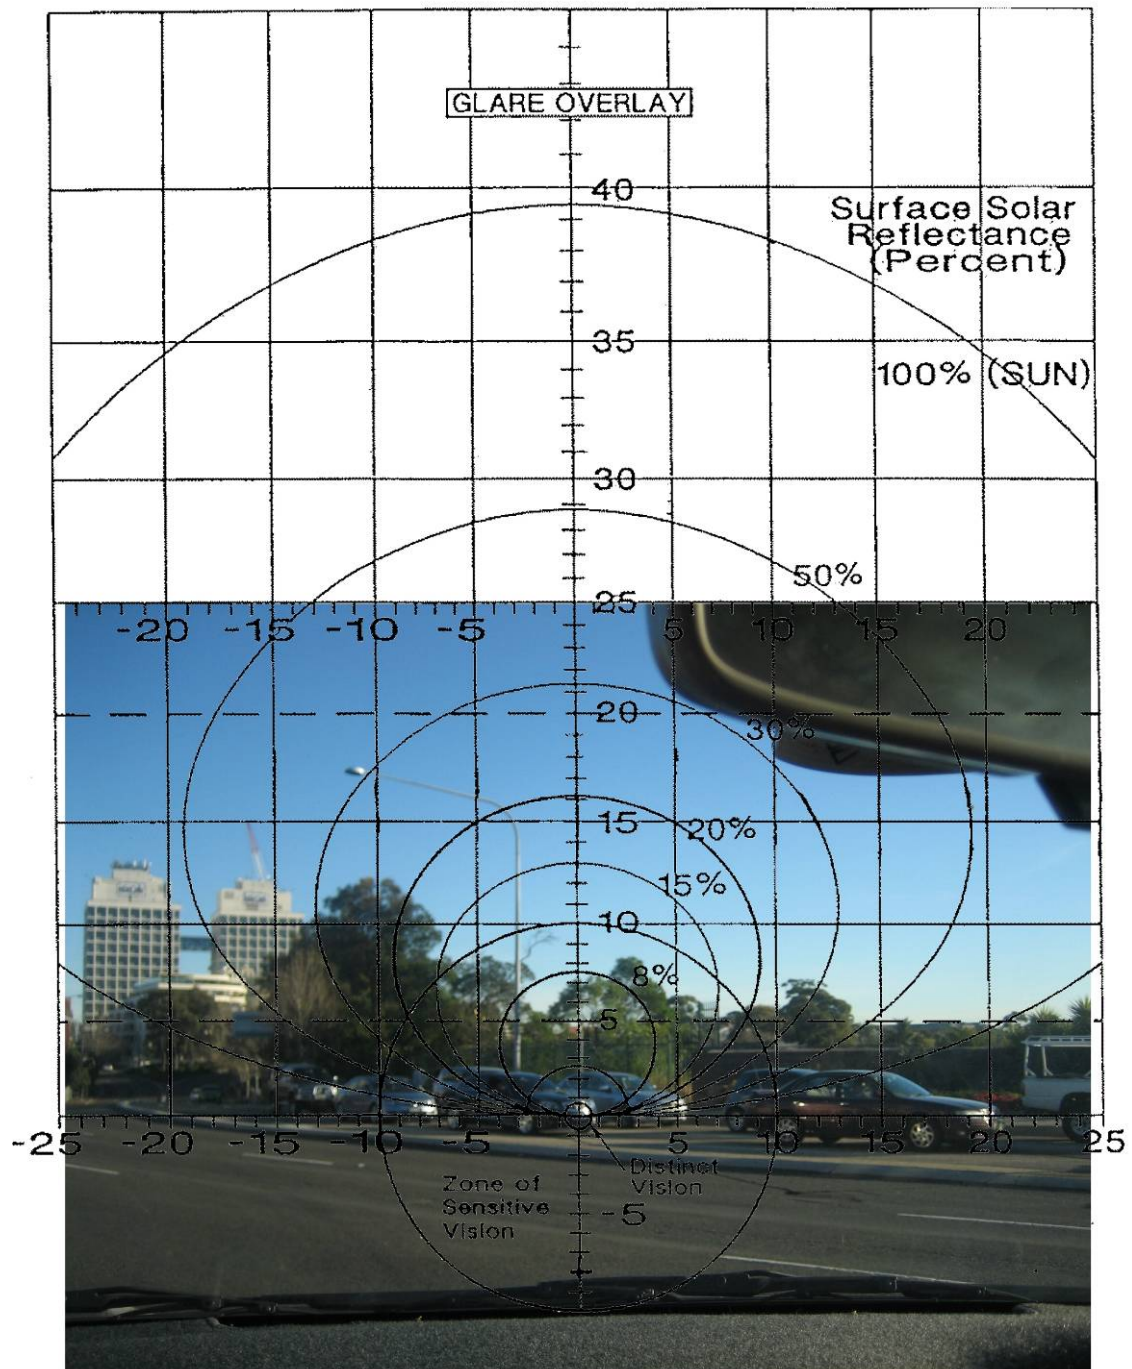 GLARE OVERLAY
40
Surface Solar
Reflectance
(Percent)
35
100% (SUN)
30
50%
25
-20 -15 -10 -5 5 10 15 20
20
30%
15
20%
15%
10
8%
5
-25 -20 -15 -10 -5 5 10 15 20 25
Distinct
Vision
Zone of
Sensitive
Vision
-5